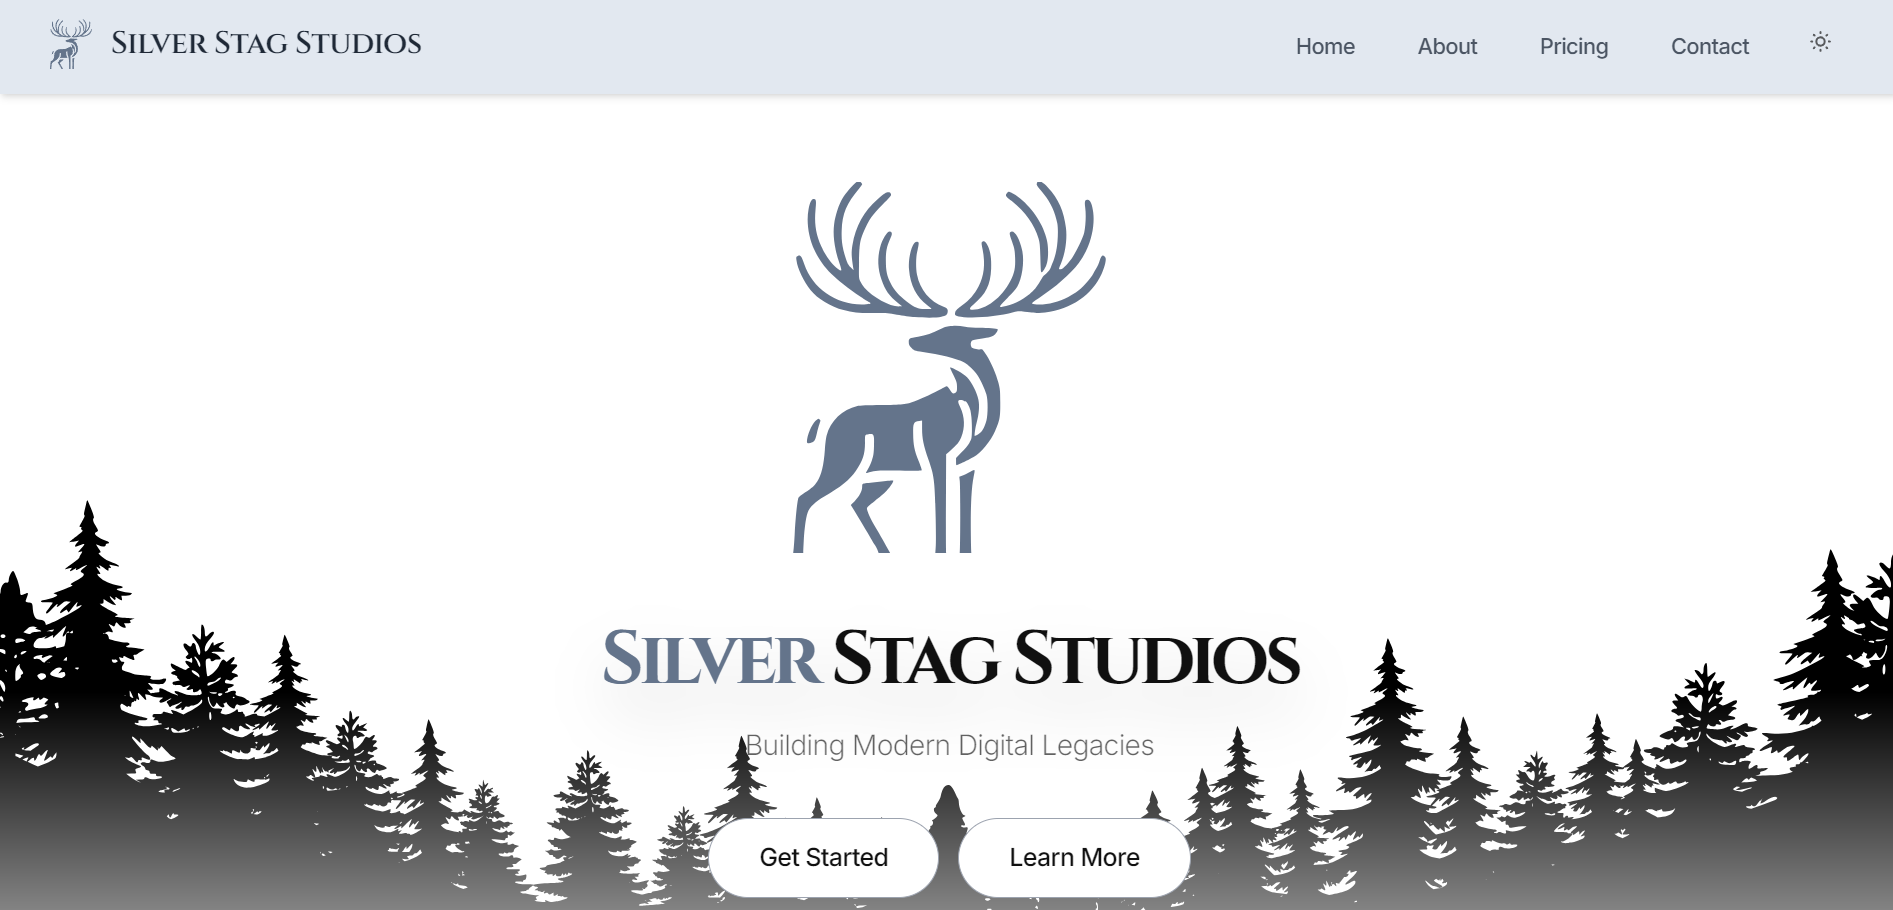 Silver Stag Studios
Home About Pricing Contact
Silver Stag Studios
Building Modern Digital Legacies
Get Started Learn More